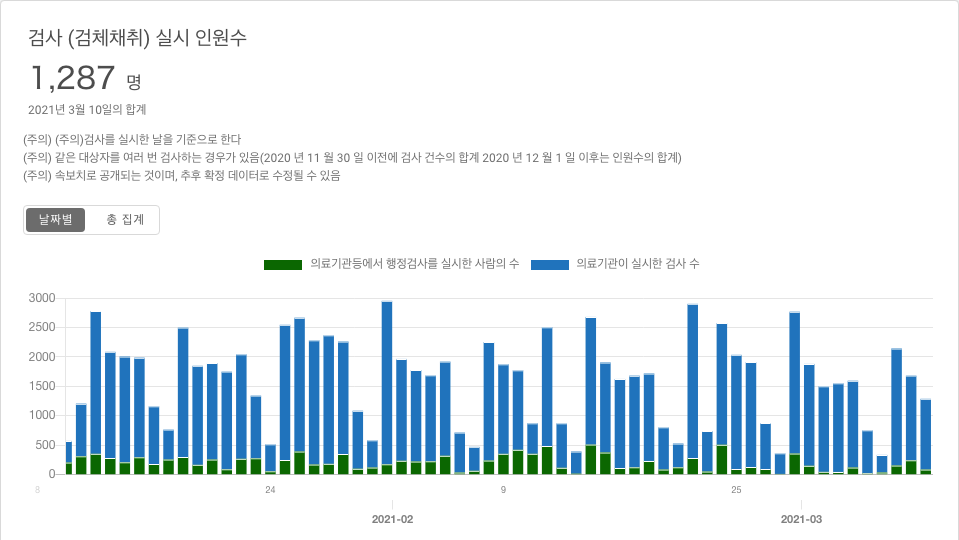 검사 (검체채취) 실시 인원수
1,287 명
2021년 3월 10일의 합계
(주의) (주의)검사를 실시한 날을 기준으로 한다
(주의) 같은 대상자를 여러 번 검사하는 경우가 있음(2020 년 11 월 30 일 이전에 검사 건수의 합계 2020 년 12 월 1 일 이후는 인원수의 합계)
(주의) 속보치로 공개되는 것이며, 추후 확정 데이터로 수정될 수 있음
날짜별 총 집계
의료기관등에서 행정검사를 실시한 사람의 수 의료기관이 실시한 검사 수
3000
2500
2000
1500
1000
500
0
8 24 9 25
2021-02 2021-03